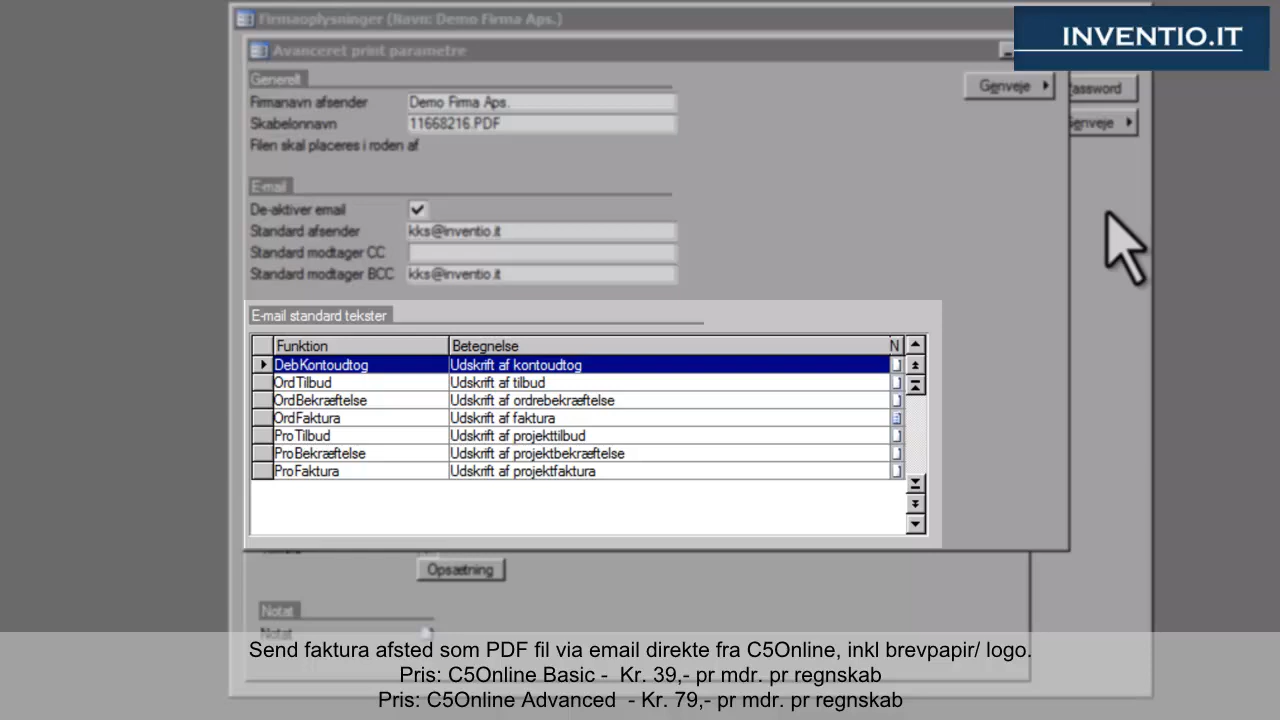 Firmaoplysninger (Navn: Demo Firma Aps.)
INVENTIO.IT
Avanceret print parametre
Generelt
Genveje
Password
Firmanavn afsender Demo Firma Aps.
Skabelonnavn 11668216.PDF
Genveje
Filen skal placeres i roden af
E-mail
De-aktiver email
Standard afsender kks@inventio.it
Standard modtager CC
Standard modtager BCC kks@inventio.it
E-mail standard tekster
Funktion Betegnelse N
DebKontoudtog Udskrift af kontoudtog
OrdTilbud Udskrift af tilbud
OrdBekræftelse Udskrift af ordrebekræftelse
OrdFaktura Udskrift af faktura
ProTilbud Udskrift af projekttilbud
ProBekræftelse Udskrift af projektbekræftelse
ProFaktura Udskrift af projektfaktura
Opsætning
Notat
Notat
Send faktura afsted som PDF fil via email direkte fra C5Online, inkl brevpapir/ logo.
Pris: C5Online Basic - Kr. 39,- pr mdr. pr regnskab
Pris: C5Online Advanced - Kr. 79,- pr mdr. pr regnskab